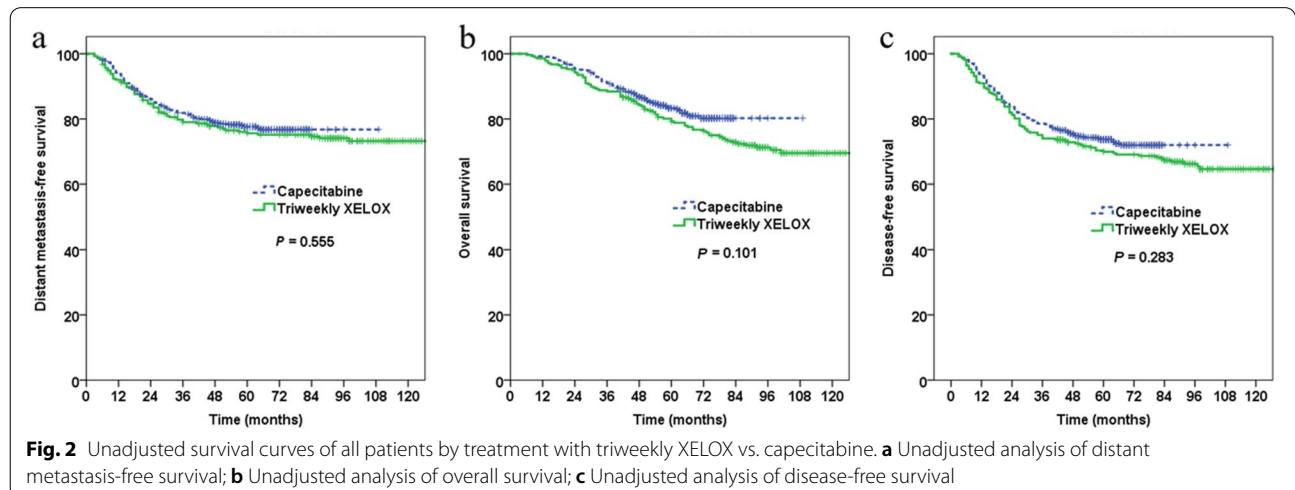 a
100
80
60
40
20
0
Distant metastasis-free survival
Capecitabine
Triweekly XELOX
P = 0.555
0 12 24 36 48 60 72 84 96 108 120
Time (months)
b
100
80
60
40
20
0
Overall survival
Capecitabine
Triweekly XELOX
P = 0.101
0 12 24 36 48 60 72 84 96 108 120
Time (months)
c
100
80
60
40
20
0
Disease-free survival
Capecitabine
Triweekly XELOX
P = 0.283
0 12 24 36 48 60 72 84 96 108 120
Time (months)
Fig. 2 Unadjusted survival curves of all patients by treatment with triweekly XELOX vs. capecitabine. a Unadjusted analysis of distant
metastasis-free survival; b Unadjusted analysis of overall survival; c Unadjusted analysis of disease-free survival